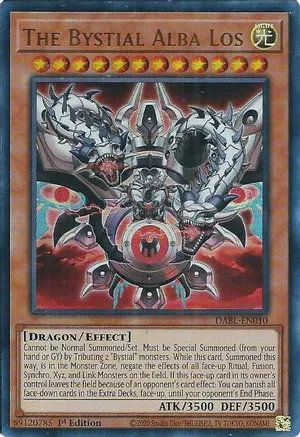 THE BYSTIAL ALBA LOS
LIGHT
光
DABL-EN010
[DRAGON/EFFECT]
Cannot be Normal Summoned/Set. Must be Special Summoned (from your
hand or GY) by Tributing 2 "Bystial" monsters. While this card, Summoned this
way, is in the Monster Zone, negate the effects of all face-up Ritual, Fusion,
Synchro, Xyz, and Link Monsters on the field. If this face-up card in its owner's
control leaves the field because of an opponent's card effect: You can banish all
face-down cards in the Extra Decks, face-up, until your opponent's End Phase.
ATK/3500 DEF/3500
69120785 1st Edition ©2020 Studio Dice/SHUEISHA, TV TOKYO, KONAMI